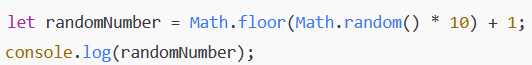 let randomNumber = Math.floor(Math.random() * 10) + 1;
console.log(randomNumber);